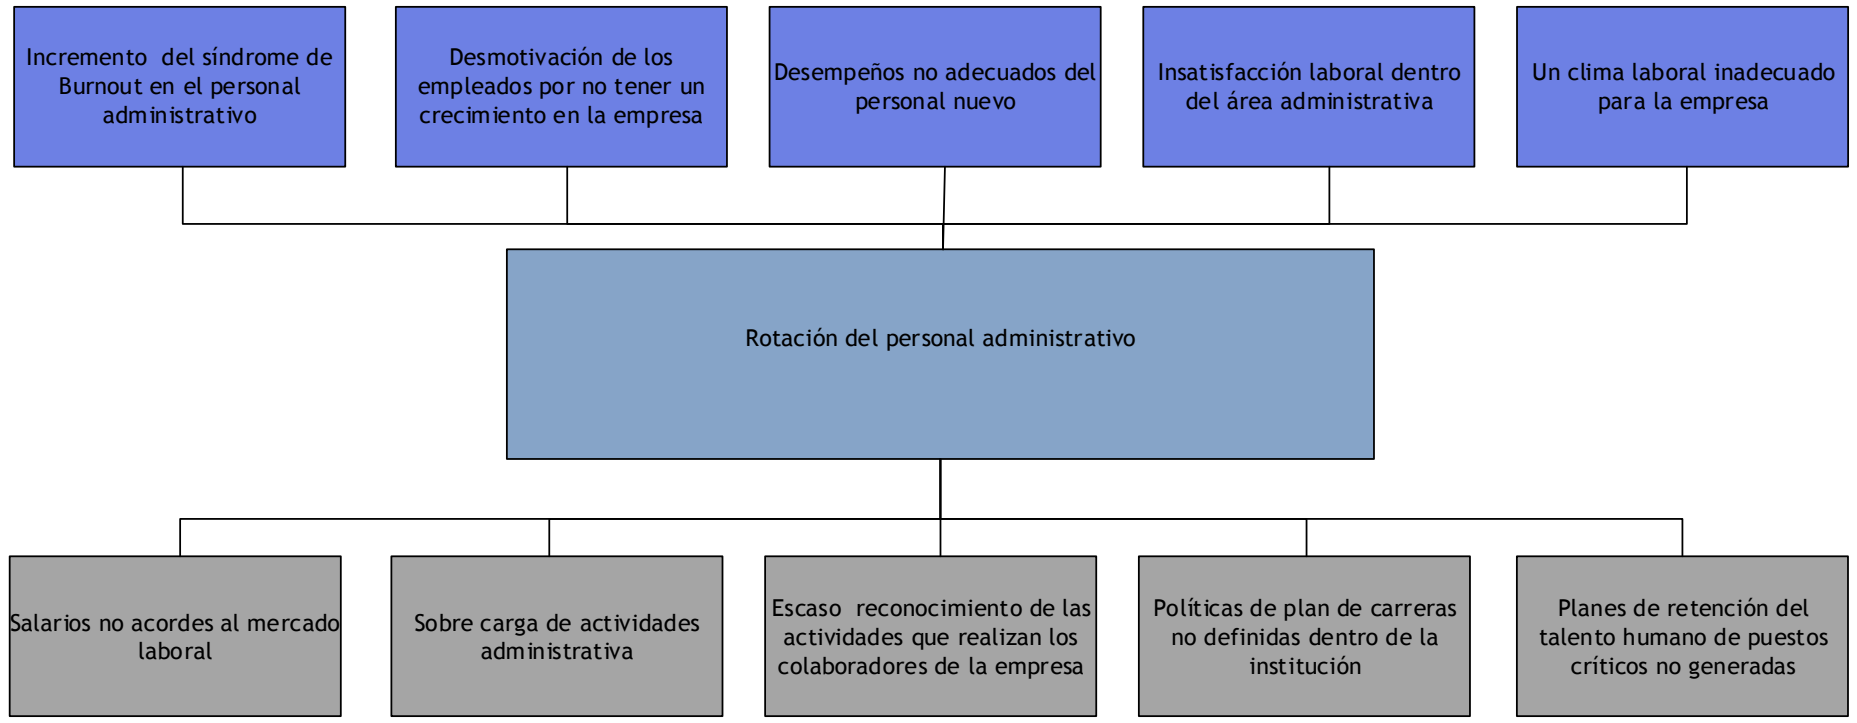 Incremento  del síndrome de
Burnout en el personal
administrativo
Desmotivación de los
empleados por no tener un
crecimiento en la empresa
Desempeños no adecuados del
personal nuevo
Insatisfacción laboral dentro
del área administrativa
Un clima laboral inadecuado
para la empresa
Rotación del personal administrativo
Salarios no acordes al mercado
laboral
Sobre carga de actividades
administrativa
Escaso  reconocimiento de las
actividades que realizan los
colaboradores de la empresa
Políticas de plan de carreras
no definidas dentro de la
institución
Planes de retención del
talento humano de puestos
críticos no generadas